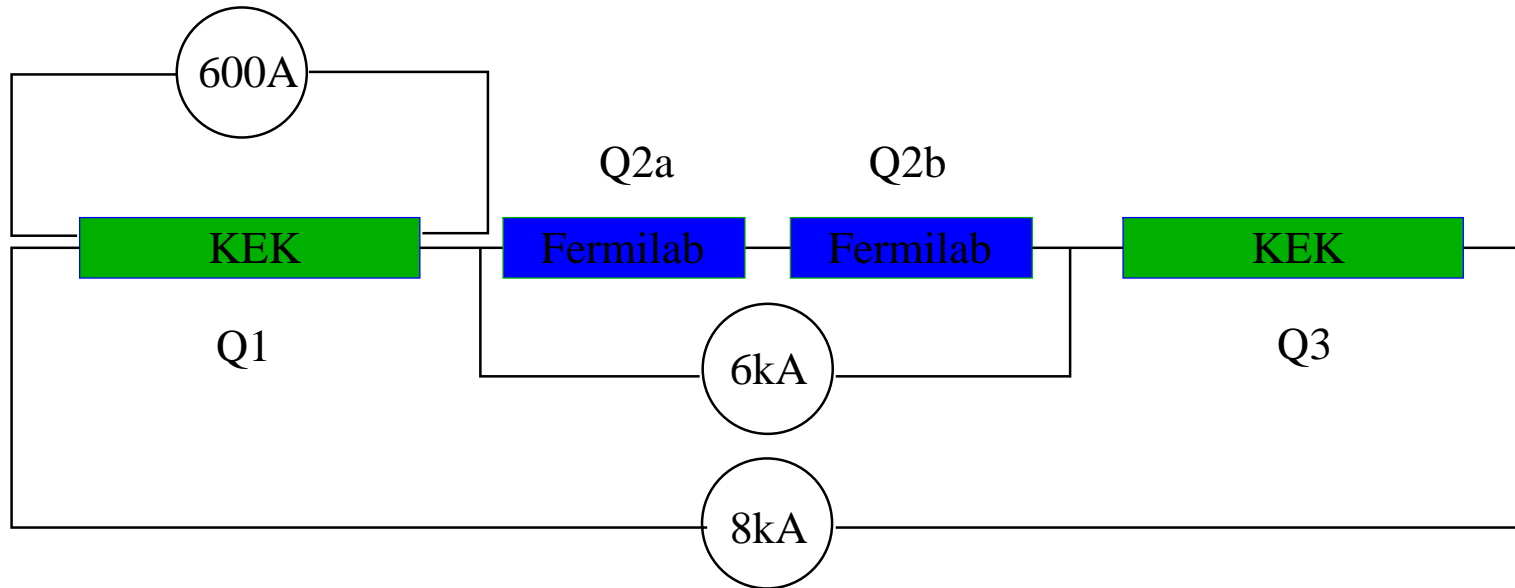 600A
Q2a
Q2b
KEK
Fermilab
Fermilab
KEK
Q1
Q3
6kA
8kA